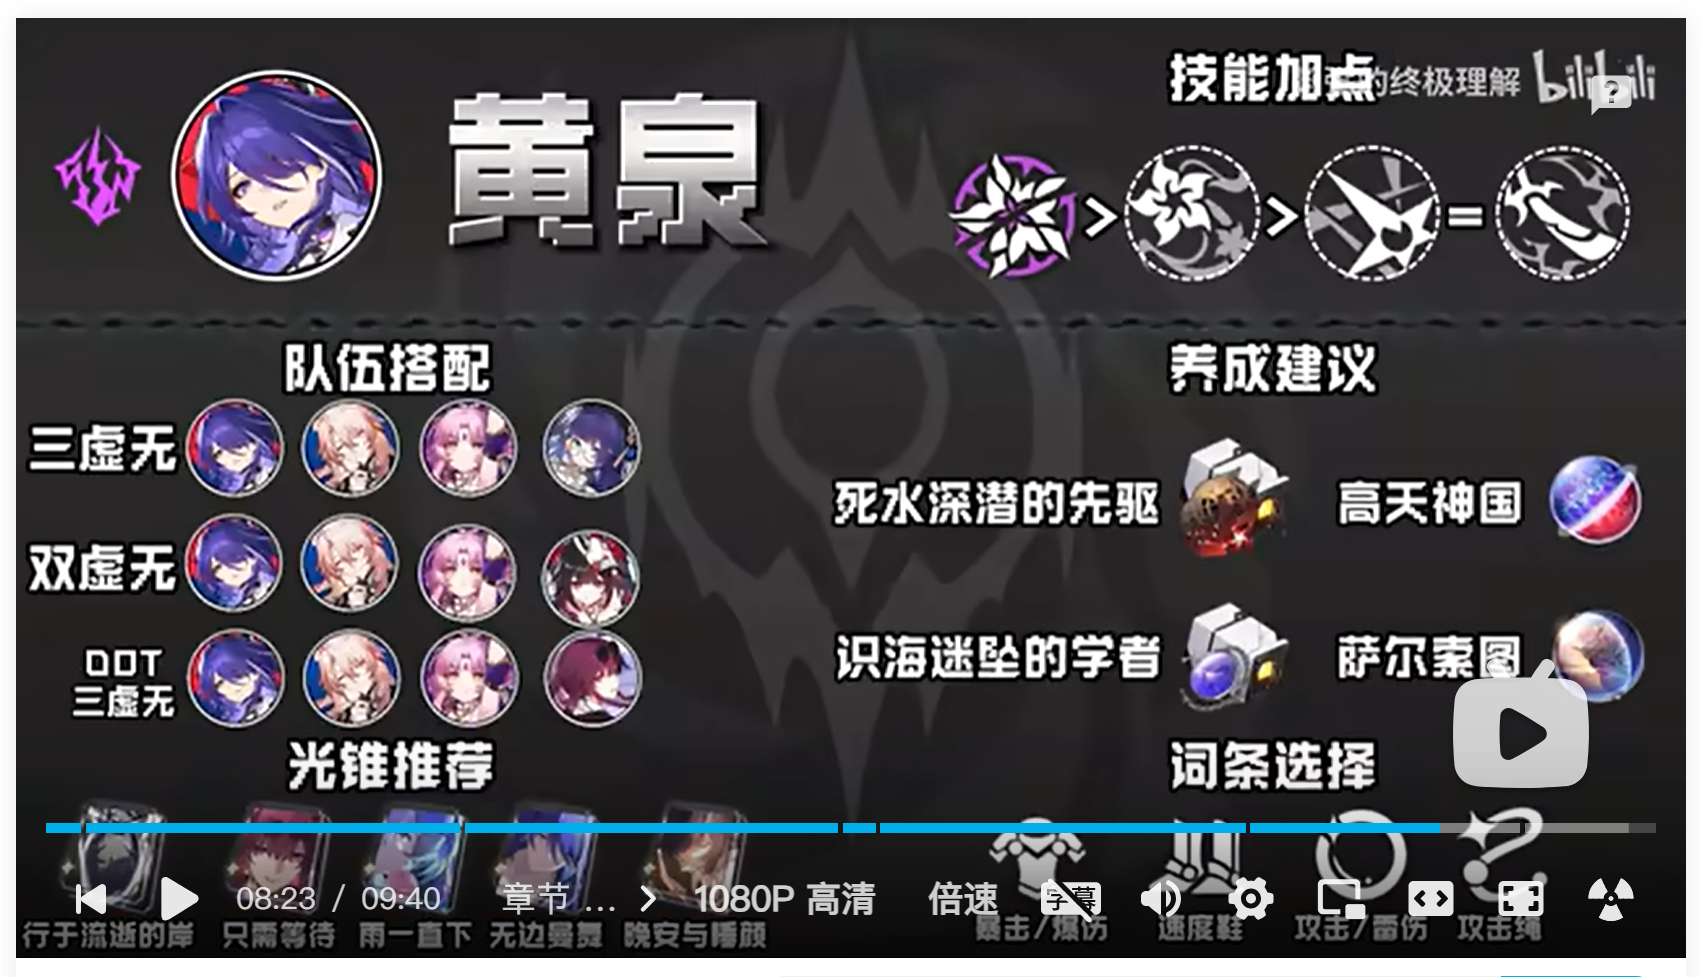 技能加点
的终极理解
bilibili
?
黄泉
>
>
=
队伍搭配
三虚无
双虚无
DOT
三虚无
养成建议
死水深潜的先驱
高天神国
识海迷坠的学者
萨尔索图
光锥推荐
词条选择
08:23 / 09:40
章节 ...
1080P 高清
倍速
字幕
行于流逝的岸
只需等待
雨一直下
无边曼舞
晚安与睡颜
暴击/爆伤
速度鞋
攻击/雷伤
攻击绳